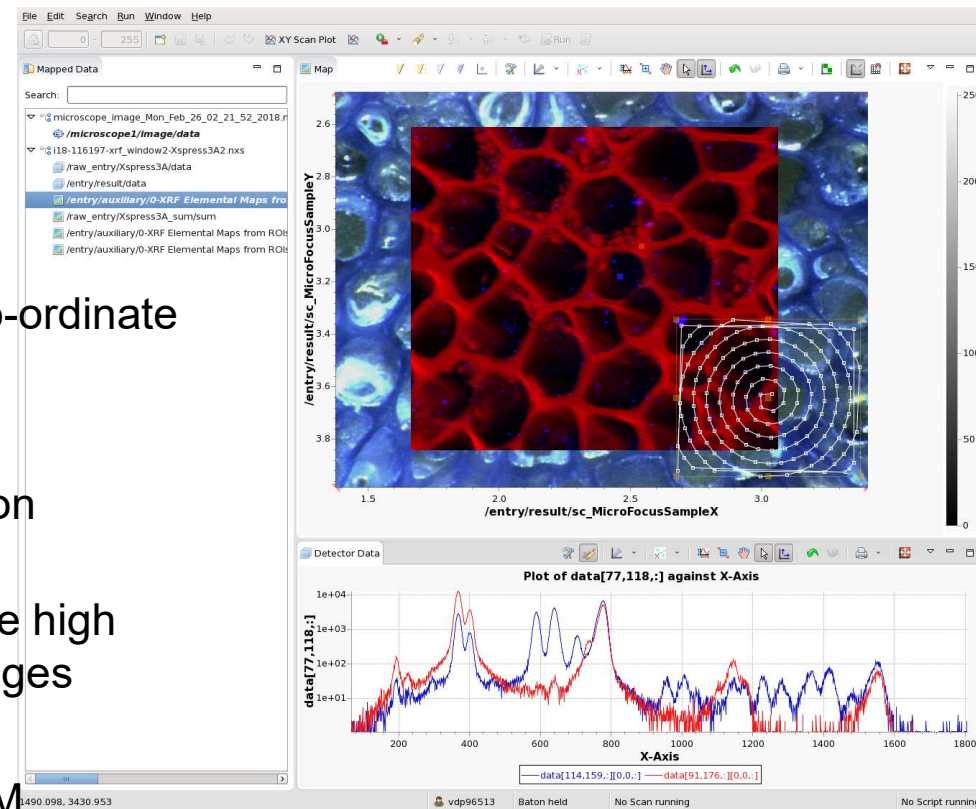 File Edit Search Run Window Help
0 - 255 XY Scan Plot Run
Mapped Data
Search:
microscope_image_Mon_Feb_26_02_21_52_2018.n
/microscope1/image/data
i18-116197-xrf_window2-Xspress3A2.nxs
/raw_entry/Xspress3A/data
/entry/result/data
/entry/auxiliary/0-XRF Elemental Maps fro
/raw_entry/Xspress3A_sum/sum
/entry/auxiliary/0-XRF Elemental Maps from ROIs
/entry/auxiliary/0-XRF Elemental Maps from ROIs
o-ordinate
on
e high
ges
M
Map
/entry/result/sc_MicroFocusSampleY
2.6
2.8
3.0
3.2
3.4
3.6
3.8
1.5 2.0 2.5 3.0
/entry/result/sc_MicroFocusSampleX
250
200
150
100
50
0
Detector Data
Plot of data[77,118,:] against X-Axis
data[77,118,:]
1e+04
1e+03
1e+02
1e+01
200 400 600 800 1000 1200 1400 1600 1800
X-Axis
data[114,159,:][0,0,:] data[91,176,:][0,0,:]
1490.098, 3430.953 vdp96513 Baton held No Scan running No Script running